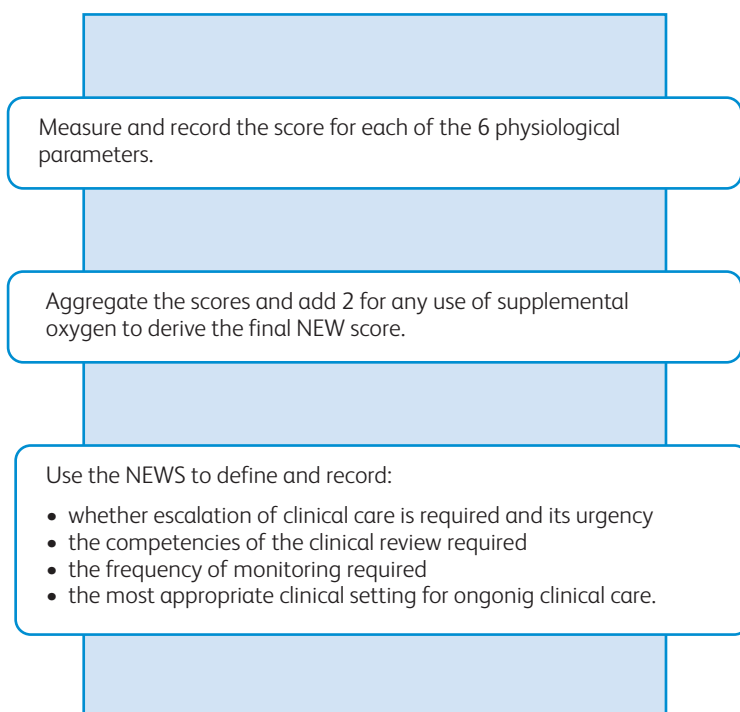 Measure and record the score for each of the 6 physiological
parameters.
Aggregate the scores and add 2 for any use of supplemental
oxygen to derive the final NEW score.
Use the NEWS to define and record:
• whether escalation of clinical care is required and its urgency
• the competencies of the clinical review required
• the frequency of monitoring required
• the most appropriate clinical setting for ongonig clinical care.